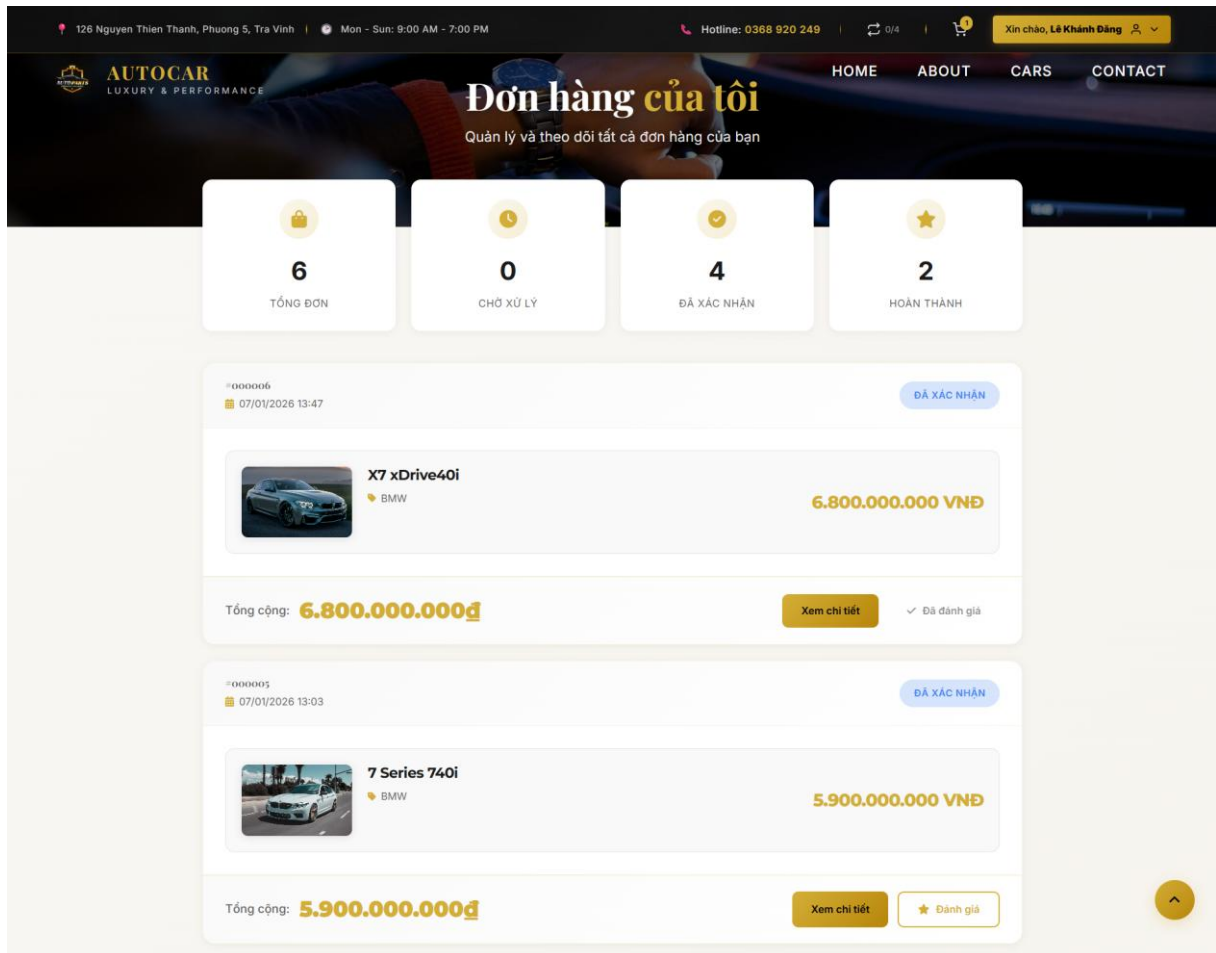 126 Nguyen Thien Thanh, Phuong 5, Tra Vinh | Mon - Sun: 9:00 AM - 7:00 PM | Hotline: 0368 920 249 | 0/4 | 1 Xin chào, Lê Khánh Đăng
AUTOCAR
LUXURY & PERFORMANCE
HOME ABOUT CARS CONTACT
Đơn hàng của tôi
Quản lý và theo dõi tất cả đơn hàng của bạn
6 0 4 2
TỔNG ĐƠN CHỜ XỬ LÝ ĐÃ XÁC NHẬN HOÀN THÀNH
#000006
07/01/2026 13:47
ĐÃ XÁC NHẬN
X7 xDrive40i
BMW
6.800.000.000 VNĐ
Tổng cộng: 6.800.000.000₫
Xem chi tiết Đã đánh giá
#000005
07/01/2026 13:03
ĐÃ XÁC NHẬN
7 Series 740i
BMW
5.900.000.000 VNĐ
Tổng cộng: 5.900.000.000₫
Xem chi tiết Đánh giá